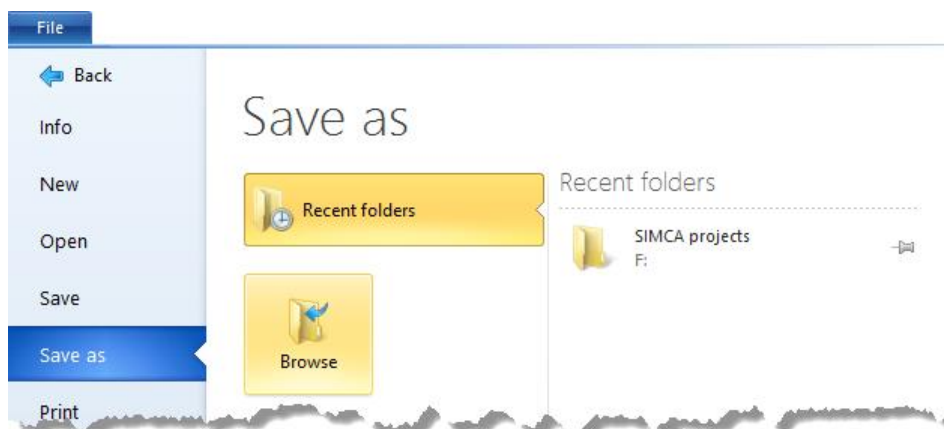 File
Back
Info
New
Open
Save
Save as
Print
Save as
Recent folders
Browse
Recent folders
SIMCA projects
F: